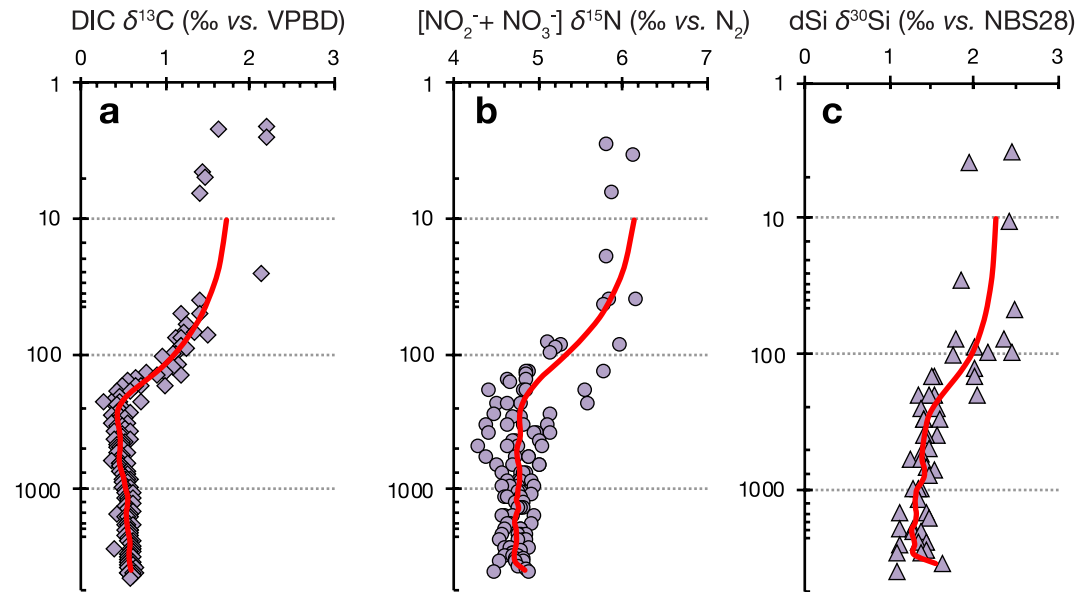 DIC δ¹³C (‰ vs. VPBD)
0 1 2 3
1
10
100
1000
a
[NO₂⁻+ NO₃⁻] δ¹⁵N (‰ vs. N₂)
4 5 6 7
1
10
100
1000
b
dSi δ³⁰Si (‰ vs. NBS28)
0 1 2 3
1
10
100
1000
c